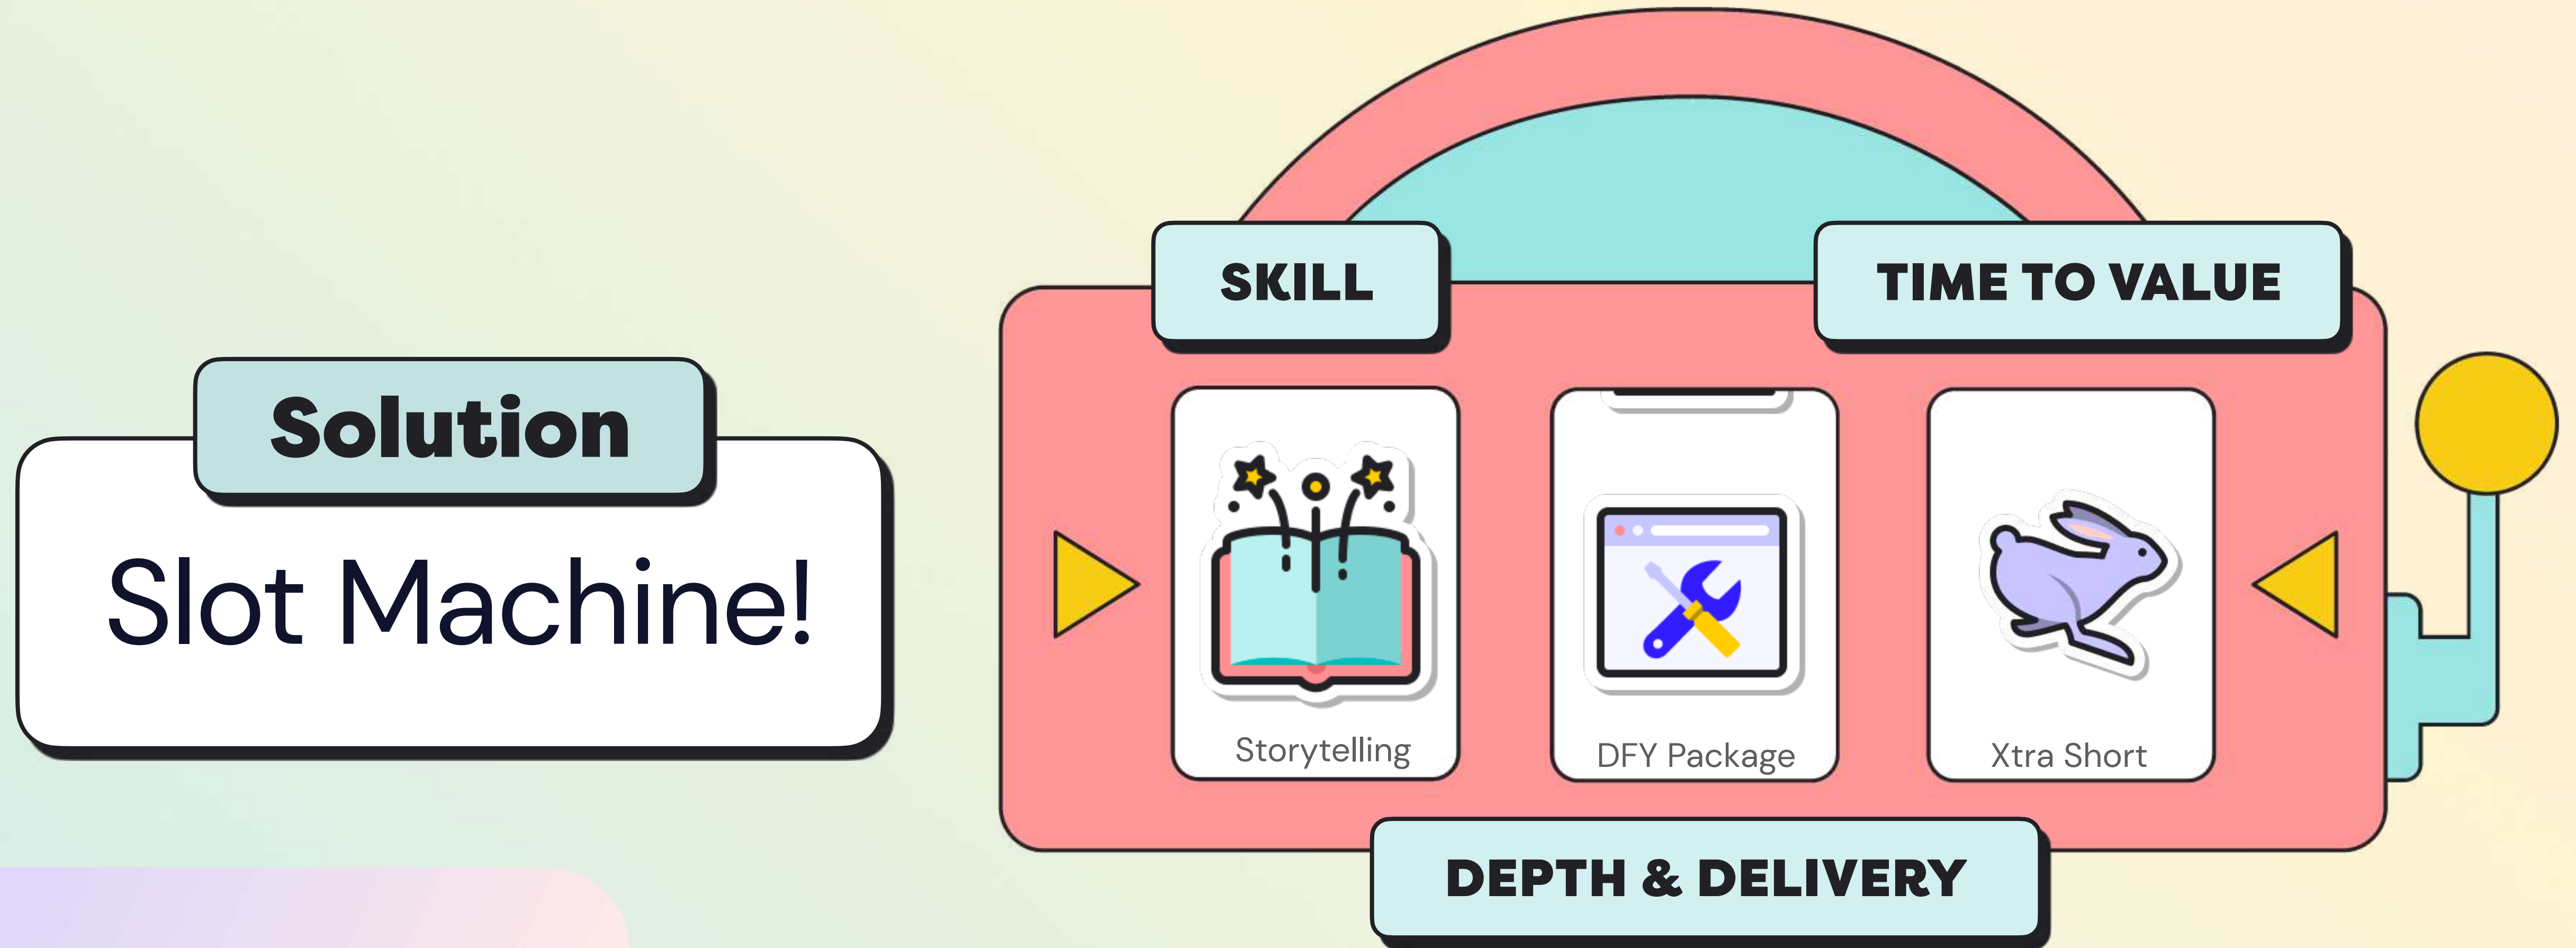 Solution
Slot Machine!
SKILL
TIME TO VALUE
Storytelling
DFY Package
Xtra Short
DEPTH & DELIVERY